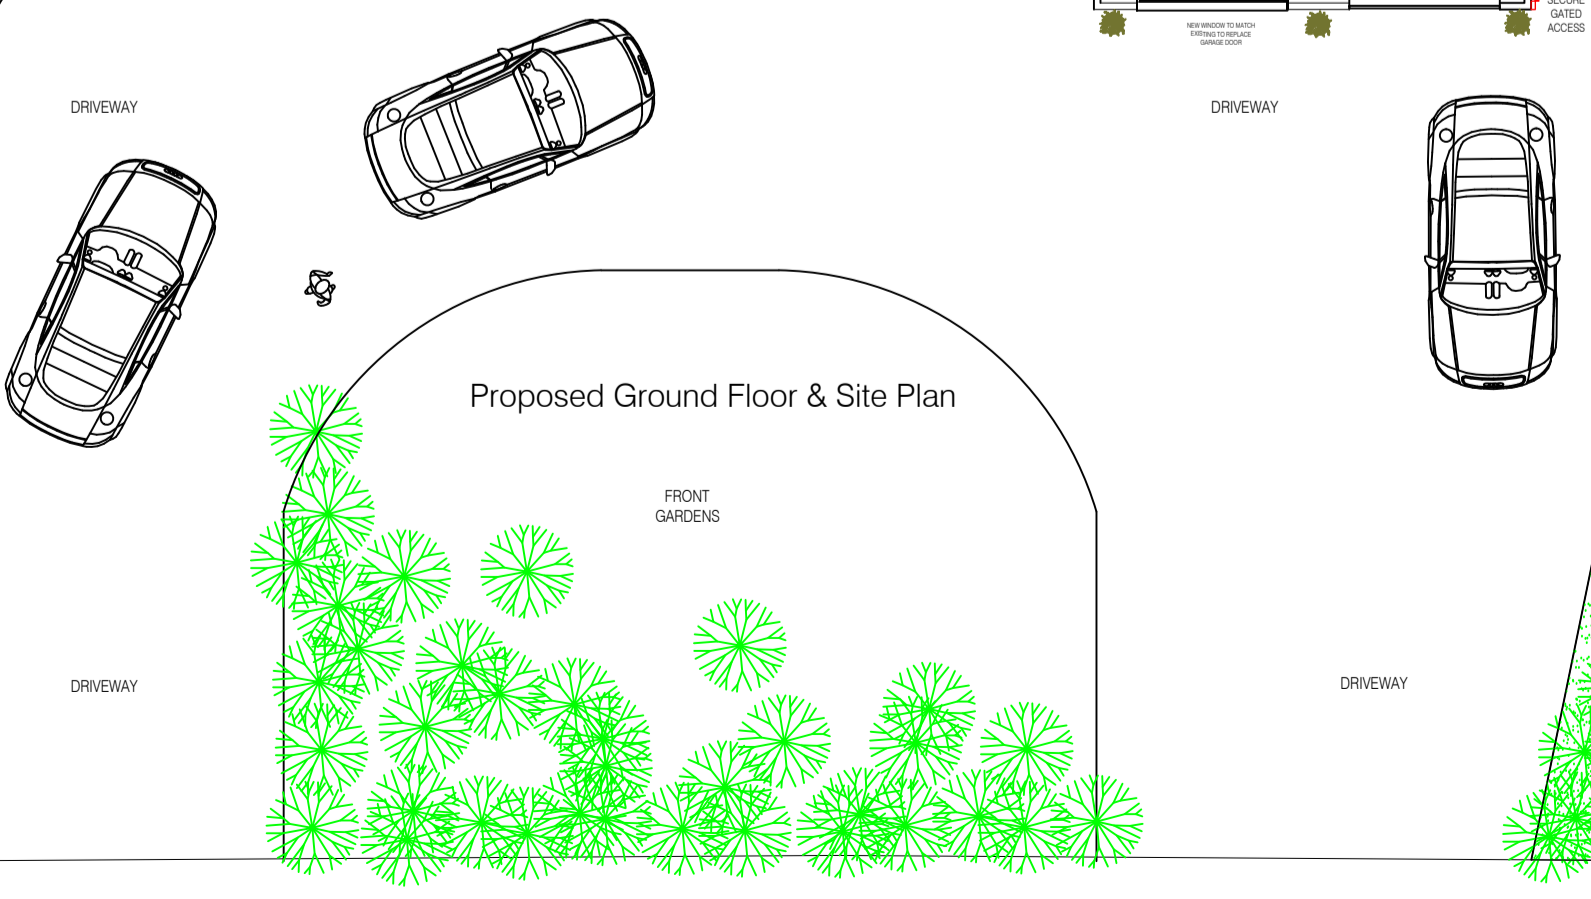 SECURE
GATED
ACCESS
NEW WINDOW TO MATCH
EXISTING TO REPLACE
GARAGE DOOR
DRIVEWAY
DRIVEWAY
Proposed Ground Floor & Site Plan
FRONT
GARDENS
DRIVEWAY
DRIVEWAY